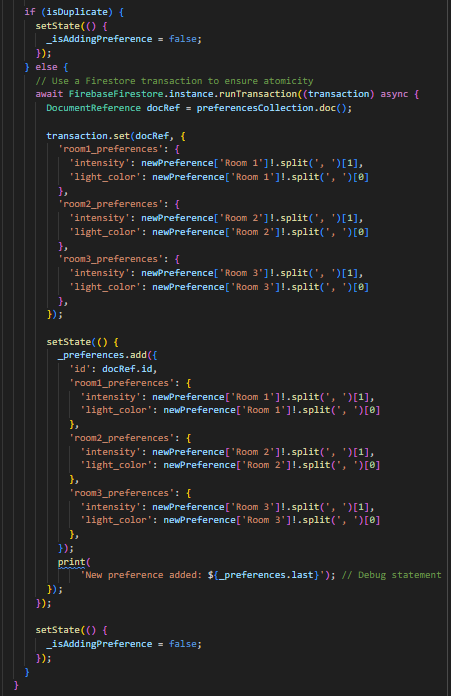 if (isDuplicate) {
setState(() {
_isAddingPreference = false;
});
} else {
// Use a Firestore transaction to ensure atomicity
await FirebaseFirestore.instance.runTransaction((transaction) async {
DocumentReference docRef = preferencesCollection.doc();
transaction.set(docRef, {
'room1_preferences': {
'intensity': newPreference['Room 1']!.split(', ')[1],
'light_color': newPreference['Room 1']!.split(', ')[0]
},
'room2_preferences': {
'intensity': newPreference['Room 2']!.split(', ')[1],
'light_color': newPreference['Room 2']!.split(', ')[0]
},
'room3_preferences': {
'intensity': newPreference['Room 3']!.split(', ')[1],
'light_color': newPreference['Room 3']!.split(', ')[0]
},
});
setState(() {
_preferences.add({
'id': docRef.id,
'room1_preferences': {
'intensity': newPreference['Room 1']!.split(', ')[1],
'light_color': newPreference['Room 1']!.split(', ')[0]
},
'room2_preferences': {
'intensity': newPreference['Room 2']!.split(', ')[1],
'light_color': newPreference['Room 2']!.split(', ')[0]
},
'room3_preferences': {
'intensity': newPreference['Room 3']!.split(', ')[1],
'light_color': newPreference['Room 3']!.split(', ')[0]
},
});
print(
'New preference added: ${_preferences.last}'); // Debug statement
});
});
setState(() {
_isAddingPreference = false;
});
}
}